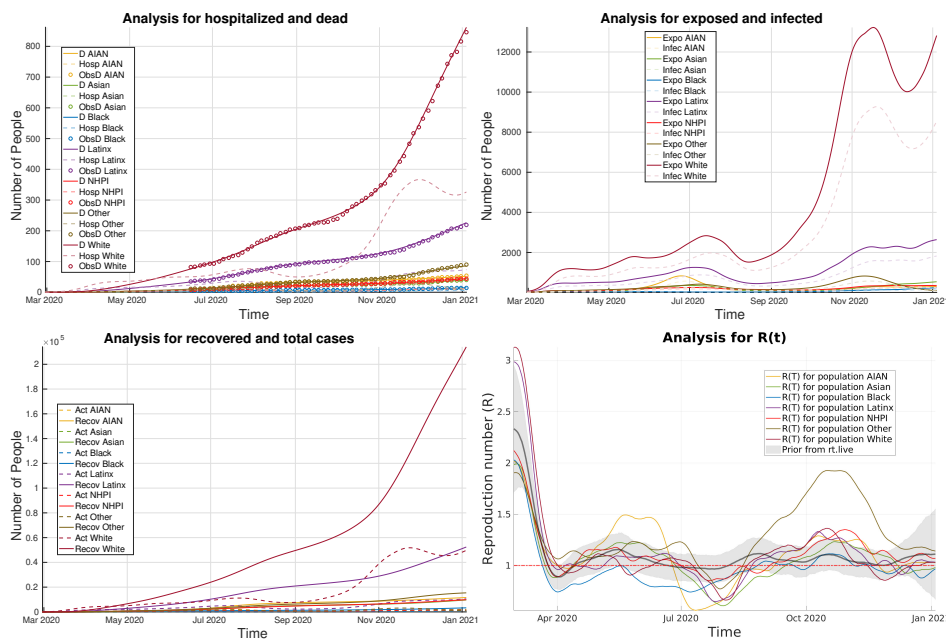 Analysis for hospitalized and dead
Number of People
800
700
600
500
400
300
200
100
0
D AIAN
Hosp AIAN
ObsD AIAN
D Asian
Hosp Asian
ObsD Asian
D Black
Hosp Black
ObsD Black
D Latinx
Hosp Latinx
ObsD Latinx
D NHPI
Hosp NHPI
ObsD NHPI
D Other
Hosp Other
ObsD Other
D White
Hosp White
ObsD White
Mar 2020 May 2020 Jul 2020 Sep 2020 Nov 2020 Jan 2021
Time
Analysis for exposed and infected
Number of People
12000
10000
8000
6000
4000
2000
0
Expo AIAN
Infec AIAN
Expo Asian
Infec Asian
Expo Black
Infec Black
Expo Latinx
Infec Latinx
Expo NHPI
Infec NHPI
Expo Other
Infec Other
Expo White
Infec White
Mar 2020 May 2020 Jul 2020 Sep 2020 Nov 2020 Jan 2021
Time
Analysis for recovered and total cases
×10⁵
Number of People
2
1.8
1.6
1.4
1.2
1
0.8
0.6
0.4
0.2
0
Act AIAN
Recov AIAN
Act Asian
Recov Asian
Act Black
Recov Black
Act Latinx
Recov Latinx
Act NHPI
Recov NHPI
Act Other
Recov Other
Act White
Recov White
Mar 2020 May 2020 Jul 2020 Sep 2020 Nov 2020 Jan 2021
Time
Analysis for R(t)
Reproduction number (R)
3
2.5
2
1.5
1
R(T) for population AIAN
R(T) for population Asian
R(T) for population Black
R(T) for population Latinx
R(T) for population NHPI
R(T) for population Other
R(T) for population White
Prior from rt.live
Apr 2020 Jul 2020 Oct 2020 Jan 202
Time